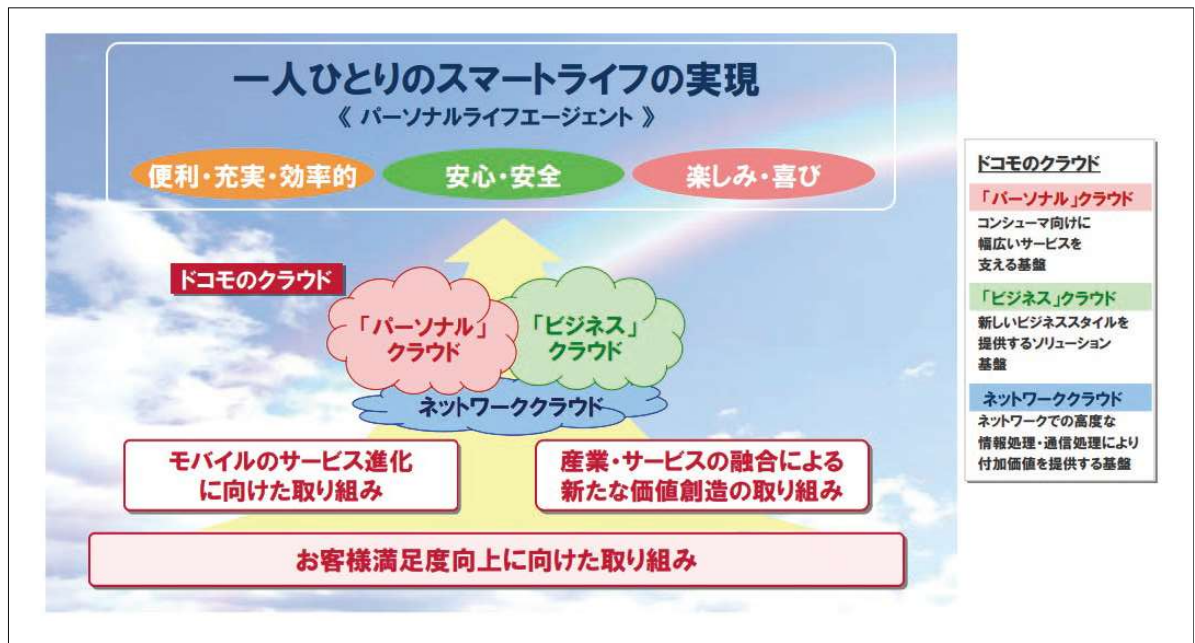 一人ひとりのスマートライフの実現
《 パーソナルライフエージェント 》
便利・充実・効率的
安心・安全
楽しみ・喜び
ドコモのクラウド
「パーソナル」
クラウド
「ビジネス」
クラウド
ネットワーククラウド
モバイルのサービス進化
に向けた取り組み
産業・サービスの融合による
新たな価値創造の取り組み
お客様満足度向上に向けた取り組み
ドコモのクラウド
「パーソナル」クラウド
コンシューマ向けに
幅広いサービスを
支える基盤
「ビジネス」クラウド
新しいビジネススタイルを
提供するソリューション
基盤
ネットワーククラウド
ネットワークでの高度な
情報処理・通信処理により
付加価値を提供する基盤